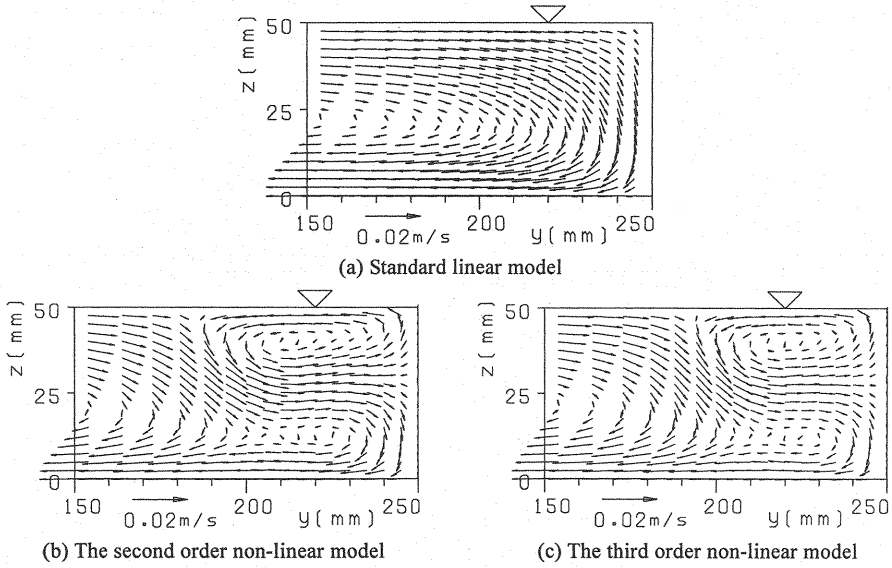 z(mm)
50
25
0
150 200 250
0.02m/s y(mm)
(a) Standard linear model
z(mm)
50
25
0
150 200 250
0.02m/s y(mm)
(b) The second order non-linear model
z(mm)
50
25
0
150 200 250
0.02m/s y(mm)
(c) The third order non-linear model